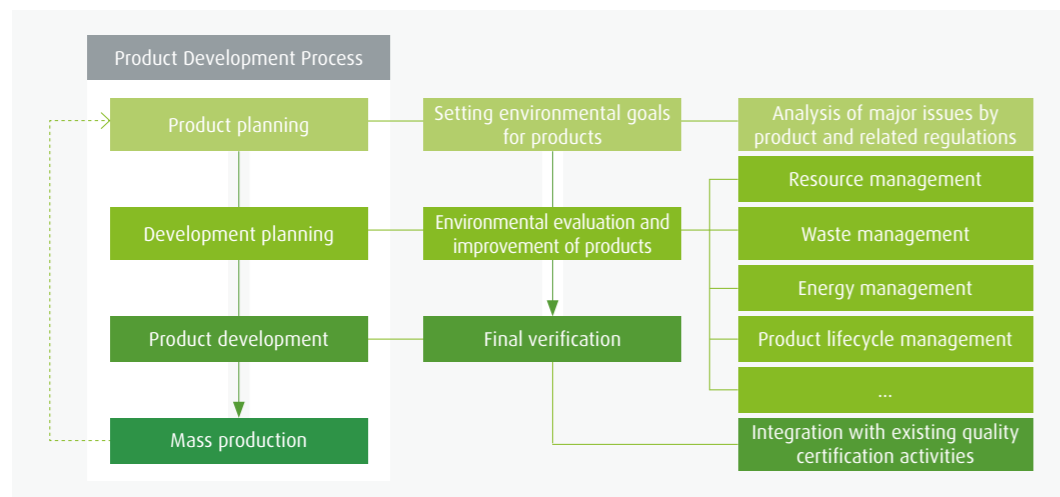 Product Development Process
Product planning
Setting environmental goals
for products
Analysis of major issues by
product and related regulations
Resource management
Development planning
Environmental evaluation and
improvement of products
Waste management
Energy management
Product development
Final verification
Product lifecycle management
...
Mass production
Integration with existing quality
certification activities